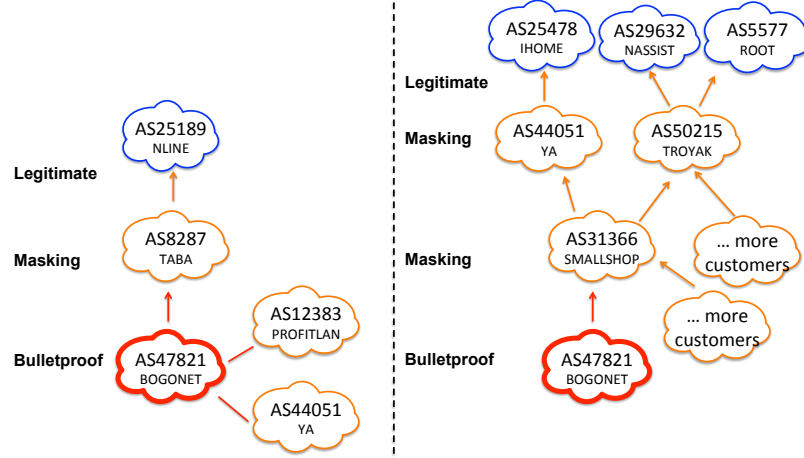 AS25189
NLINE
Legitimate
AS8287
TABA
Masking
AS12383
PROFITLAN
Bulletproof
AS47821
BOGONET
AS44051
YA
AS25478
IHOME
AS29632
NASSIST
AS5577
ROOT
Legitimate
Masking
AS44051
YA
AS50215
TROYAK
Masking
AS31366
SMALLSHOP
... more
customers
... more
customers
Bulletproof
AS47821
BOGONET